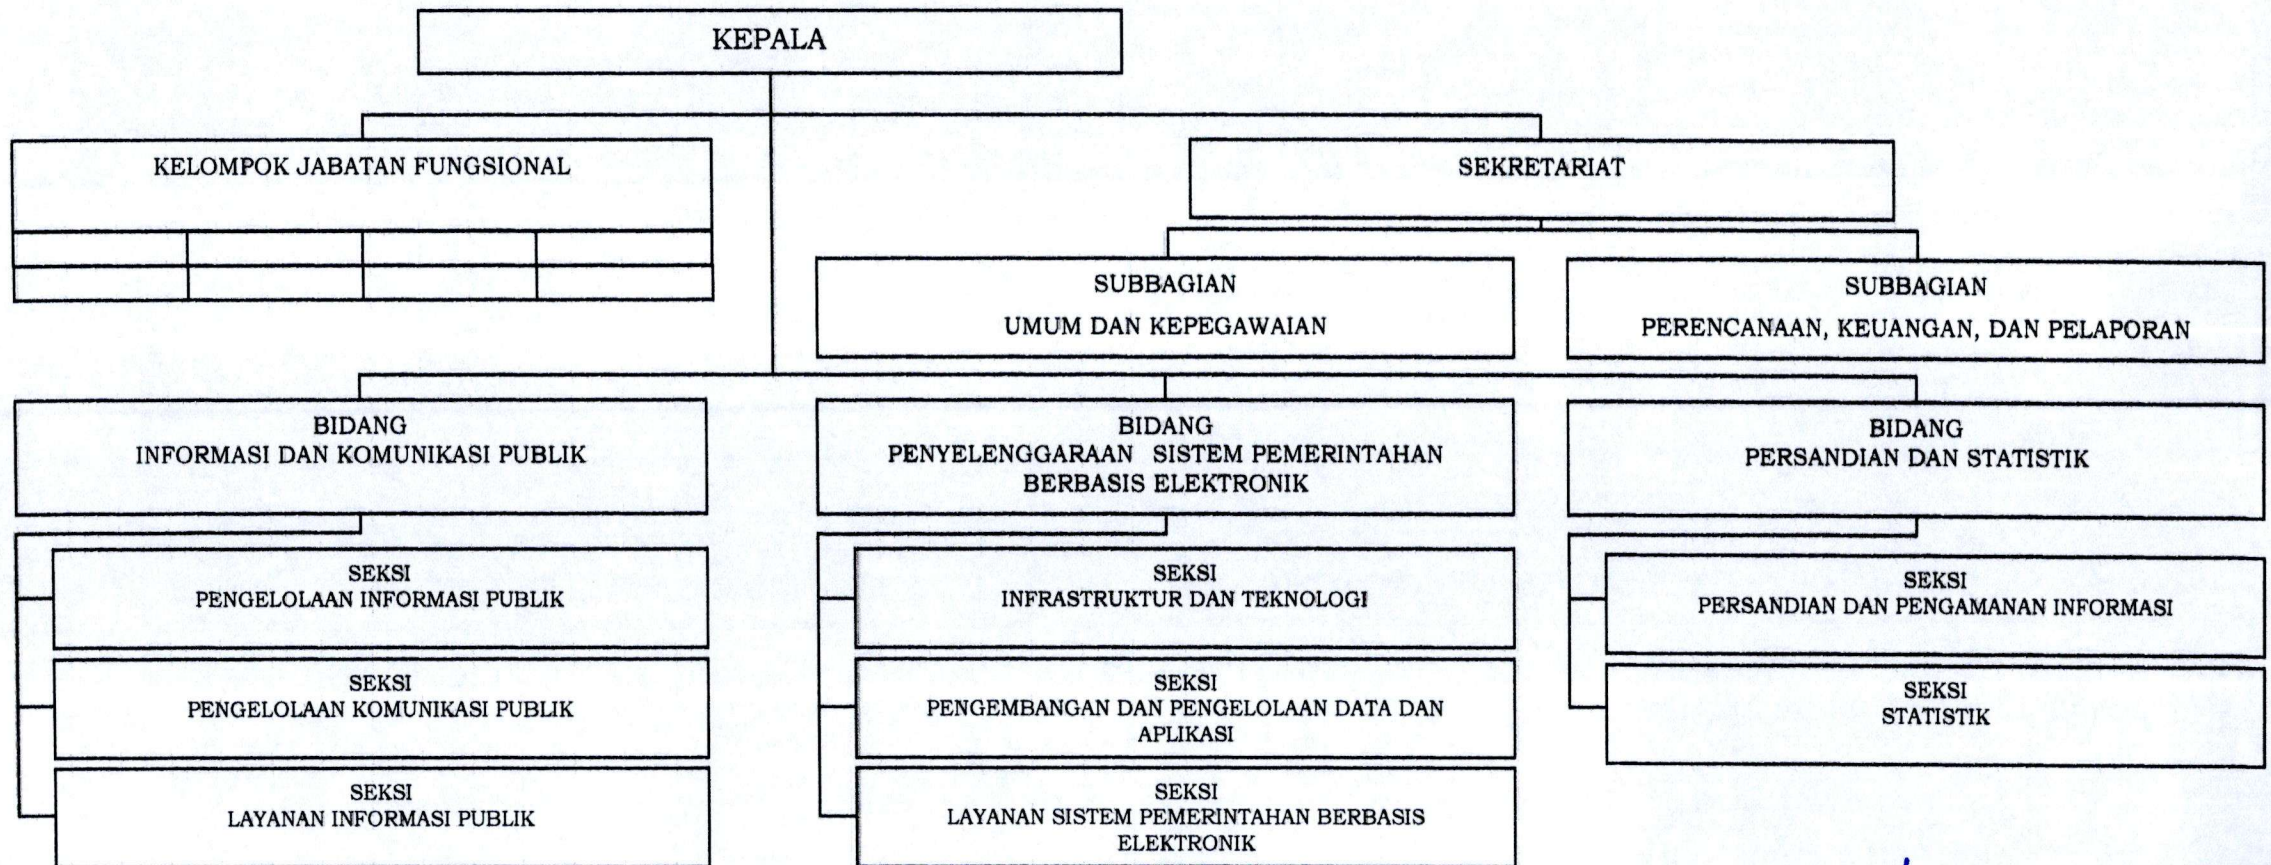 KEPALA
KELOMPOK JABATAN FUNGSIONAL
SEKRETARIAT
SUBBAGIAN
UMUM DAN KEPEGAWAIAN
SUBBAGIAN
PERENCANAAN, KEUANGAN, DAN PELAPORAN
BIDANG
INFORMASI DAN KOMUNIKASI PUBLIK
BIDANG
PENYELENGGARAAN SISTEM PEMERINTAHAN
BERBASIS ELEKTRONIK
BIDANG
PERSANDIAN DAN STATISTIK
SEKSI
PENGELOLAAN INFORMASI PUBLIK
SEKSI
PENGELOLAAN KOMUNIKASI PUBLIK
SEKSI
LAYANAN INFORMASI PUBLIK
SEKSI
INFRASTRUKTUR DAN TEKNOLOGI
SEKSI
PENGEMBANGAN DAN PENGELOLAAN DATA DAN
APLIKASI
SEKSI
LAYANAN SISTEM PEMERINTAHAN BERBASIS
ELEKTRONIK
SEKSI
PERSANDIAN DAN PENGAMANAN INFORMASI
SEKSI
STATISTIK